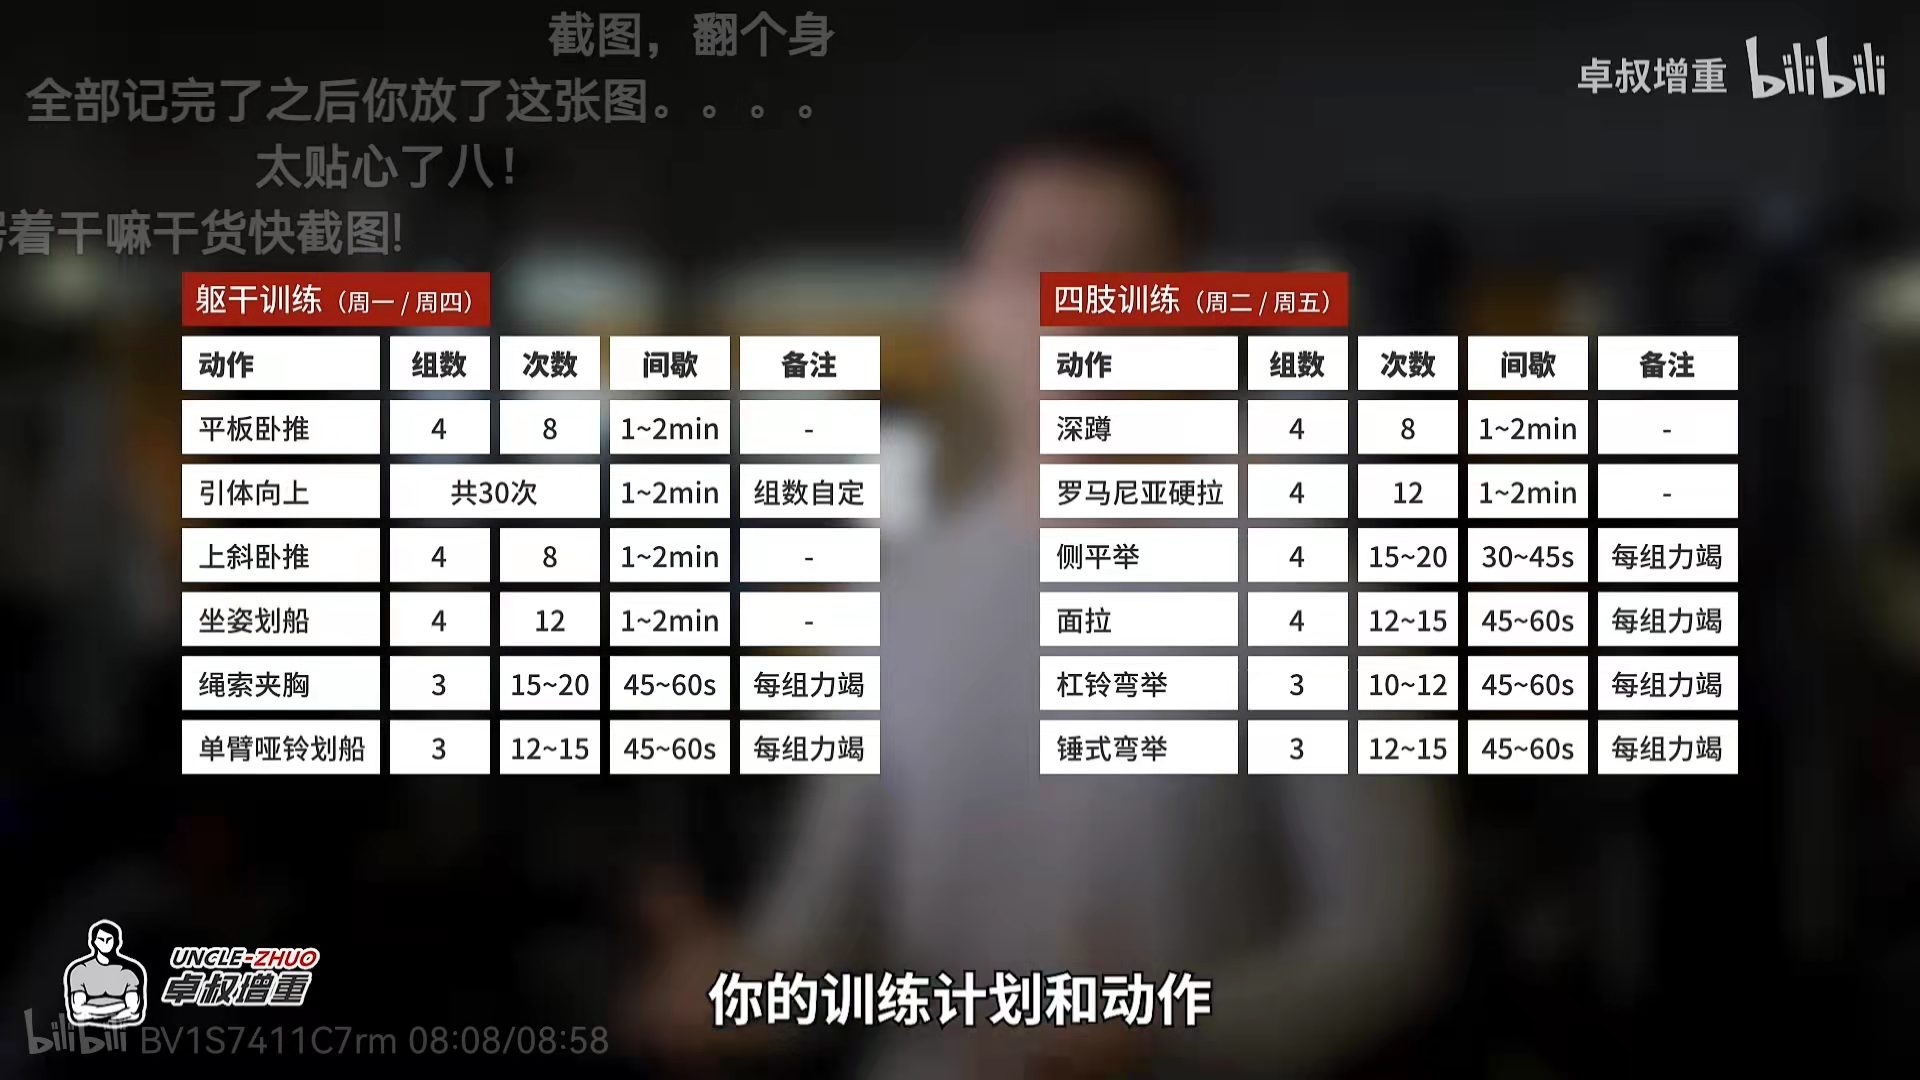 截图，翻个身
全部记完了之后你放了这张图。。。。
太贴心了八！
着干嘛干货快截图!
卓叔增重 bilibili
躯干训练（周一 / 周四）
动作 组数 次数 间歇 备注
平板卧推 4 8 1~2min -
引体向上 共30次 1~2min 组数自定
上斜卧推 4 8 1~2min -
坐姿划船 4 12 1~2min -
绳索夹胸 3 15~20 45~60s 每组力竭
单臂哑铃划船 3 12~15 45~60s 每组力竭
四肢训练（周二 / 周五）
动作 组数 次数 间歇 备注
深蹲 4 8 1~2min -
罗马尼亚硬拉 4 12 1~2min -
侧平举 4 15~20 30~45s 每组力竭
面拉 4 12~15 45~60s 每组力竭
杠铃弯举 3 10~12 45~60s 每组力竭
锤式弯举 3 12~15 45~60s 每组力竭
UNCLE-ZHUO
卓叔增重
你的训练计划和动作
bilibili BV1S7411C7rm 08:08/08:58